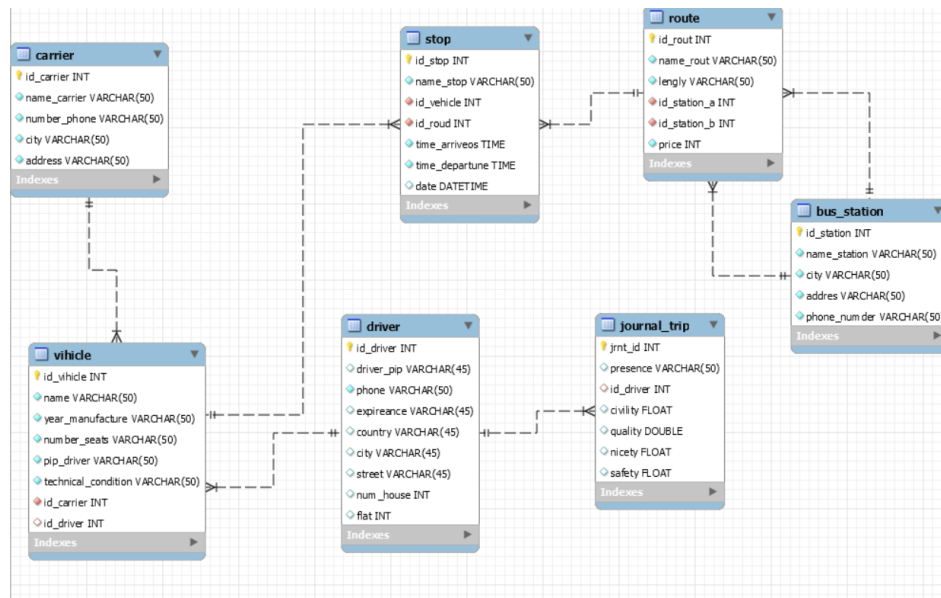 carrier
id_carrier INT
name_carrier VARCHAR(50)
number_phone VARCHAR(50)
city VARCHAR(50)
address VARCHAR(50)
Indexes
stop
id_stop INT
name_stop VARCHAR(50)
id_vehicle INT
id_roud INT
time_arriveos TIME
time_departune TIME
date DATETIME
Indexes
route
id_rout INT
name_rout VARCHAR(50)
lengly VARCHAR(50)
id_station_a INT
id_station_b INT
price INT
Indexes
bus_station
id_station INT
name_station VARCHAR(50)
city VARCHAR(50)
addres VARCHAR(50)
phone_num der VARCHAR(50
Indexes
vihicle
id_vihicle INT
name VARCHAR(50)
year_manufacture VARCHAR(50)
number_seats VARCHAR(50)
pip_driver VARCHAR(50)
technical_condition VARCHAR(50)
id_carrier INT
id_driver INT
Indexes
driver
id_driver INT
driver_pip VARCHAR(45)
phone VARCHAR(50)
expireance VARCHAR(45)
country VARCHAR(45)
city VARCHAR(45)
street VARCHAR(45)
num _house INT
flat INT
Indexes
journal_trip
jrnt_id INT
presence VARCHAR(50)
id_driver INT
civility FLOAT
quality DOUBLE
nicety FLOAT
safety FLOAT
Indexes